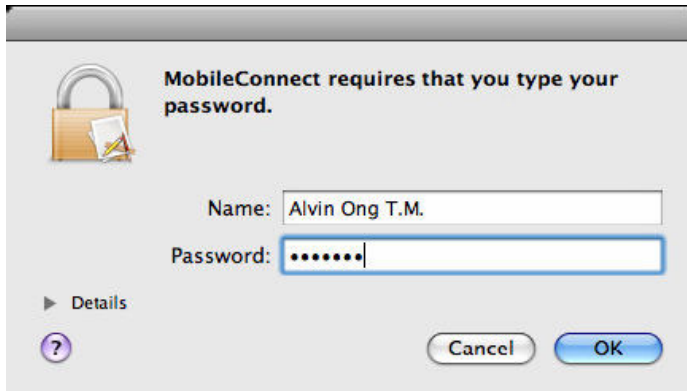 MobileConnect requires that you type your
password.
Name: Alvin Ong T.M.
Password: •••••••
Details
? Cancel OK